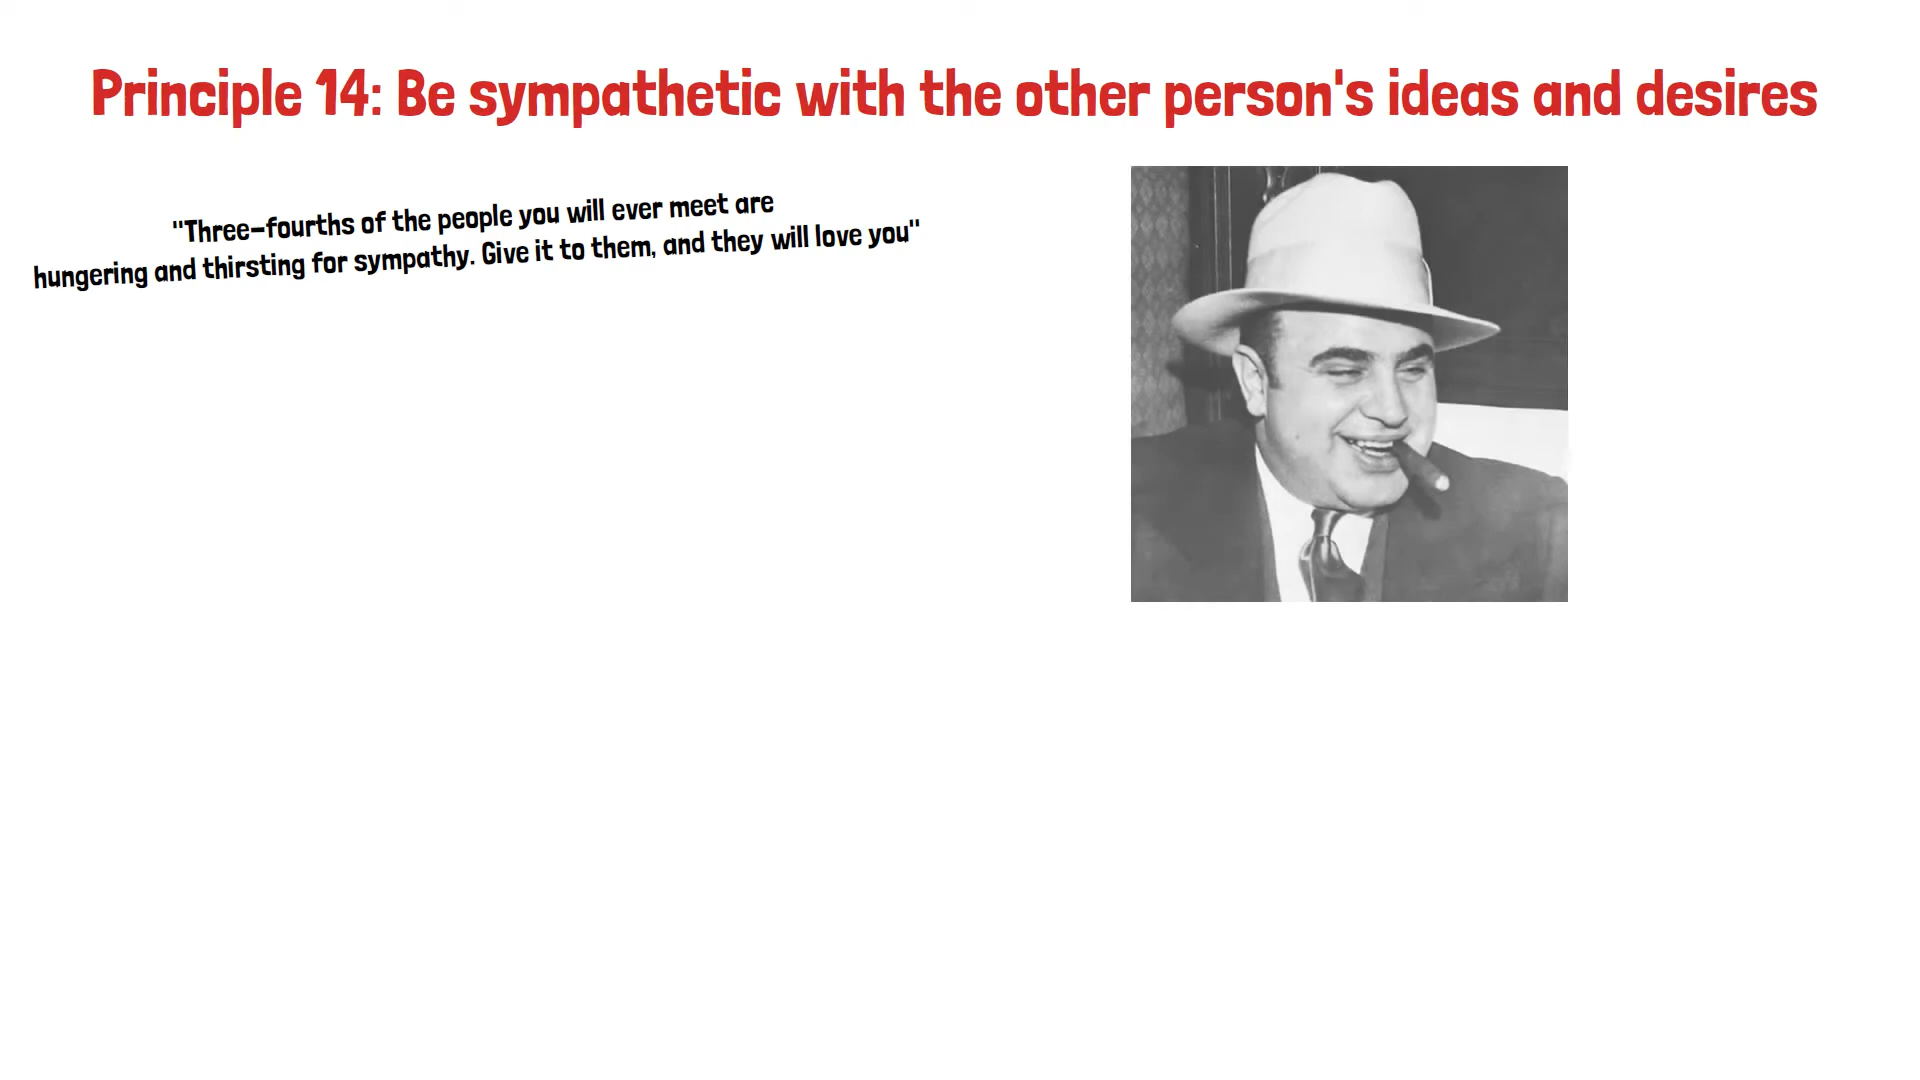 Principle 14: Be sympathetic with the other person's ideas and desires
"Three-fourths of the people you will ever meet are
hungering and thirsting for sympathy. Give it to them, and they will love you"